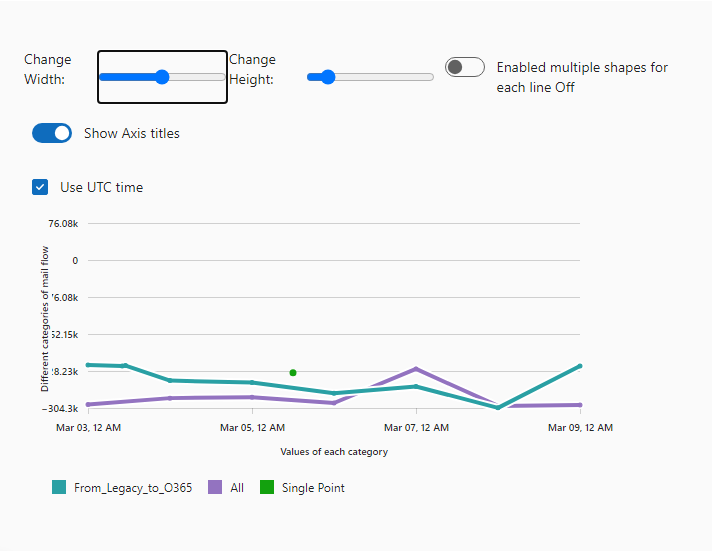 Change
Width:
Change
Height:
Enabled multiple shapes for
each line Off
Show Axis titles
Use UTC time
Different categories of mail flow
76.08k
0
76.08k
52.15k
28.23k
−304.3k
Mar 03, 12 AM
Mar 05, 12 AM
Mar 07, 12 AM
Mar 09, 12 AM
Values of each category
From_Legacy_to_O365
All
Single Point